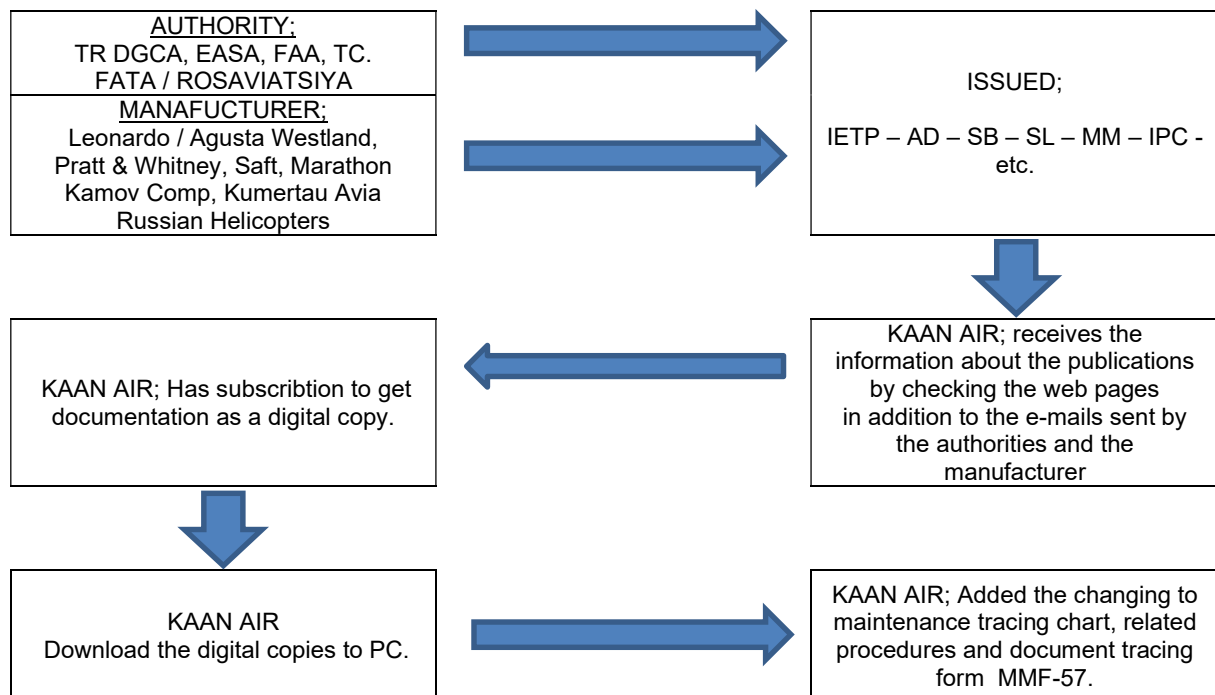 AUTHORITY;
TR DGCA, EASA, FAA, TC.
FATA / ROSAVIATSIYA
MANAFUCTURER;
Leonardo / Agusta Westland,
Pratt & Whitney, Saft, Marathon
Kamov Comp, Kumertau Avia
Russian Helicopters
ISSUED;
IETP – AD – SB – SL – MM – IPC -
etc.
KAAN AIR; receives the
information about the publications
by checking the web pages
in addition to the e-mails sent by
the authorities and the
manufacturer
KAAN AIR; Has subscribtion to get
documentation as a digital copy.
KAAN AIR
Download the digital copies to PC.
KAAN AIR; Added the changing to
maintenance tracing chart, related
procedures and document tracing
form MMF-57.